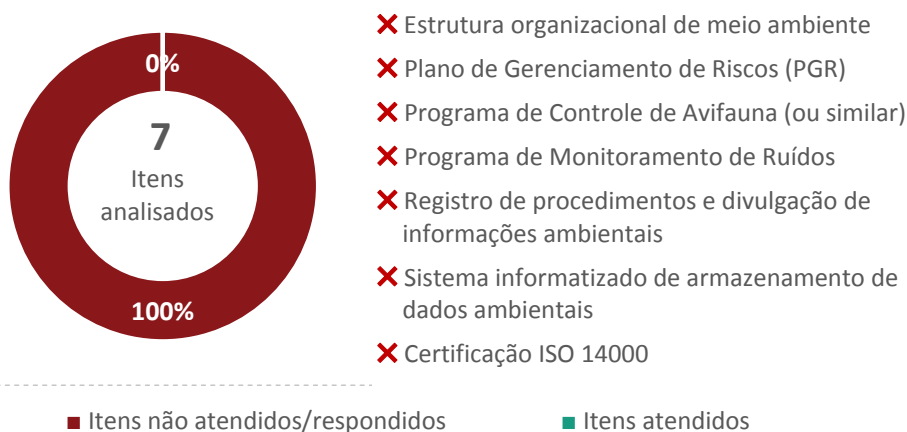 0%
7
Itens
analisados
100%
Estrutura organizacional de meio ambiente
Plano de Gerenciamento de Riscos (PGR)
Programa de Controle de Avifauna (ou similar)
Programa de Monitoramento de Ruídos
Registro de procedimentos e divulgação de
informações ambientais
Sistema informatizado de armazenamento de
dados ambientais
Certificação ISO 14000
Itens não atendidos/respondidos
Itens atendidos